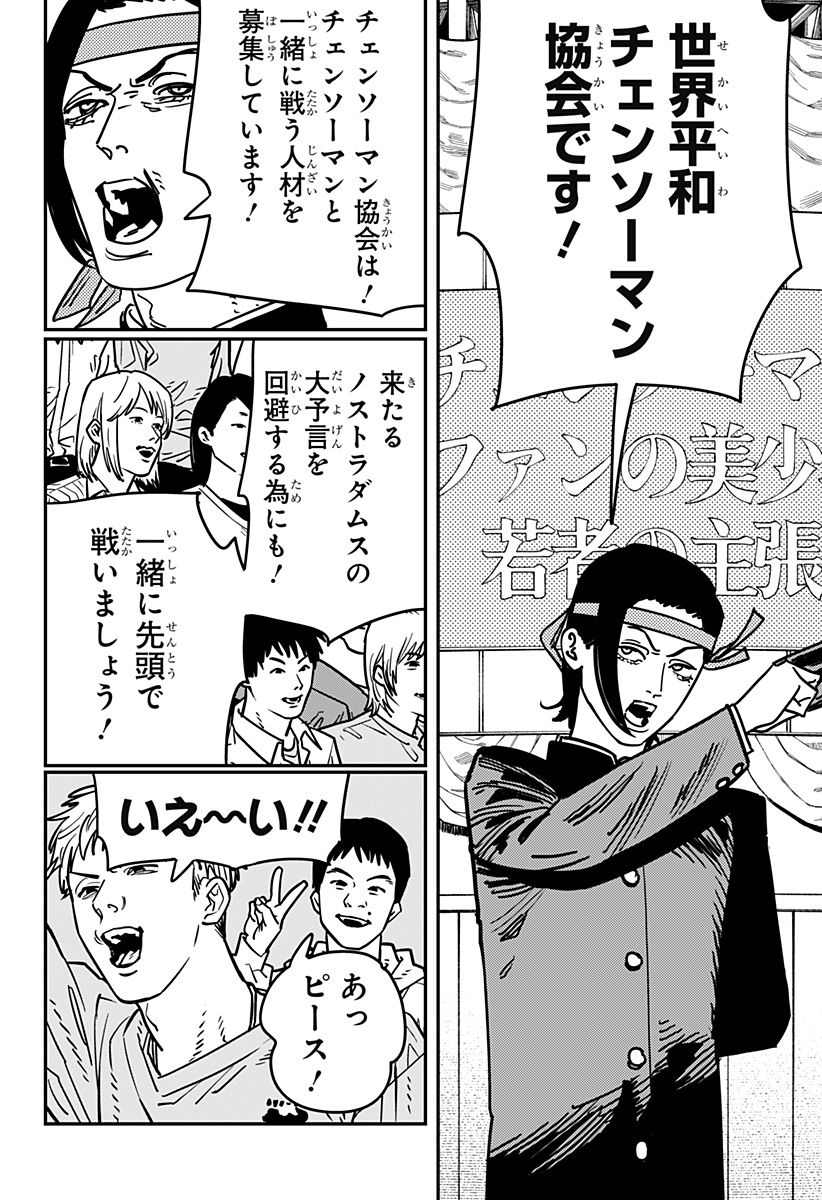 世界平和
チェンソーマン
協会です！
チ
マ
ファンの美少
若者の主張
チェンソーマン協会は！
チェンソーマンと
一緒に戦う人材を
募集しています！
来たる
ノストラダムスの
大予言を
回避する為にも！
一緒に先頭で
戦いましょう！
いえ〜〜い!!
あっ
ピース！